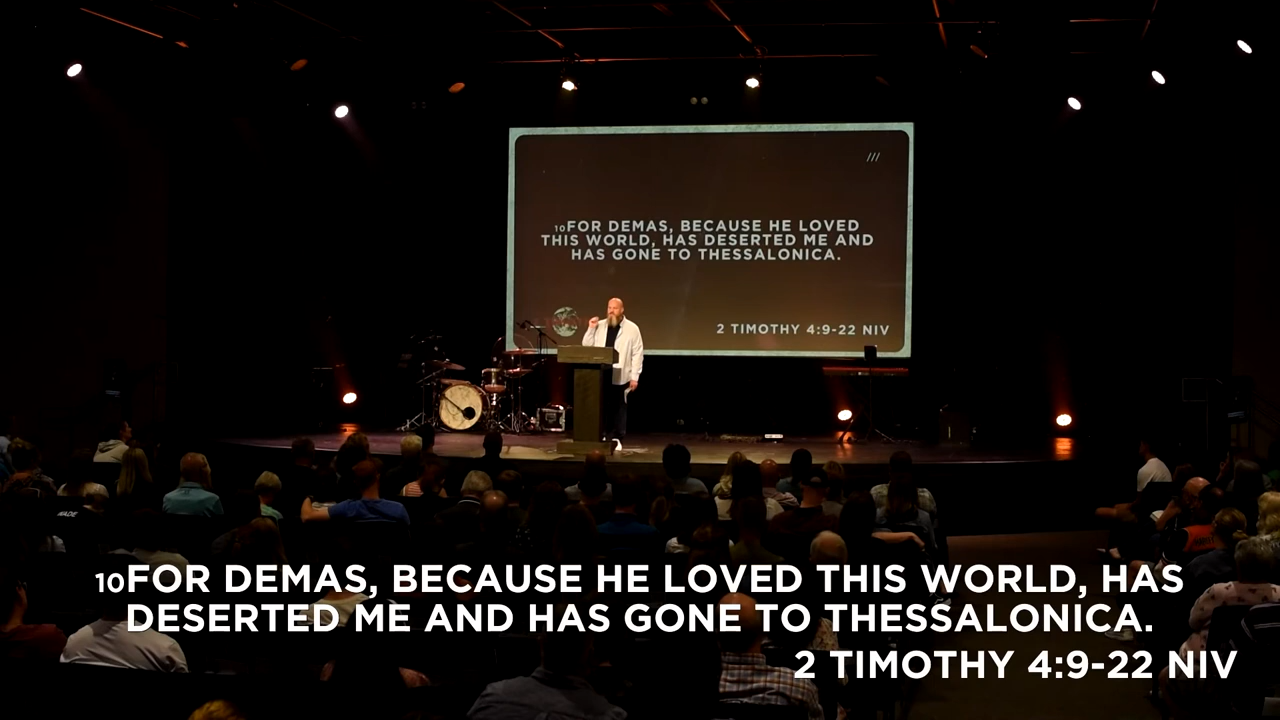 ///
10FOR DEMAS, BECAUSE HE LOVED
THIS WORLD, HAS DESERTED ME AND
HAS GONE TO THESSALONICA.
2 TIMOTHY 4:9-22 NIV
WADE
10FOR DEMAS, BECAUSE HE LOVED THIS WORLD, HAS
DESERTED ME AND HAS GONE TO THESSALONICA.
2 TIMOTHY 4:9-22 NIV